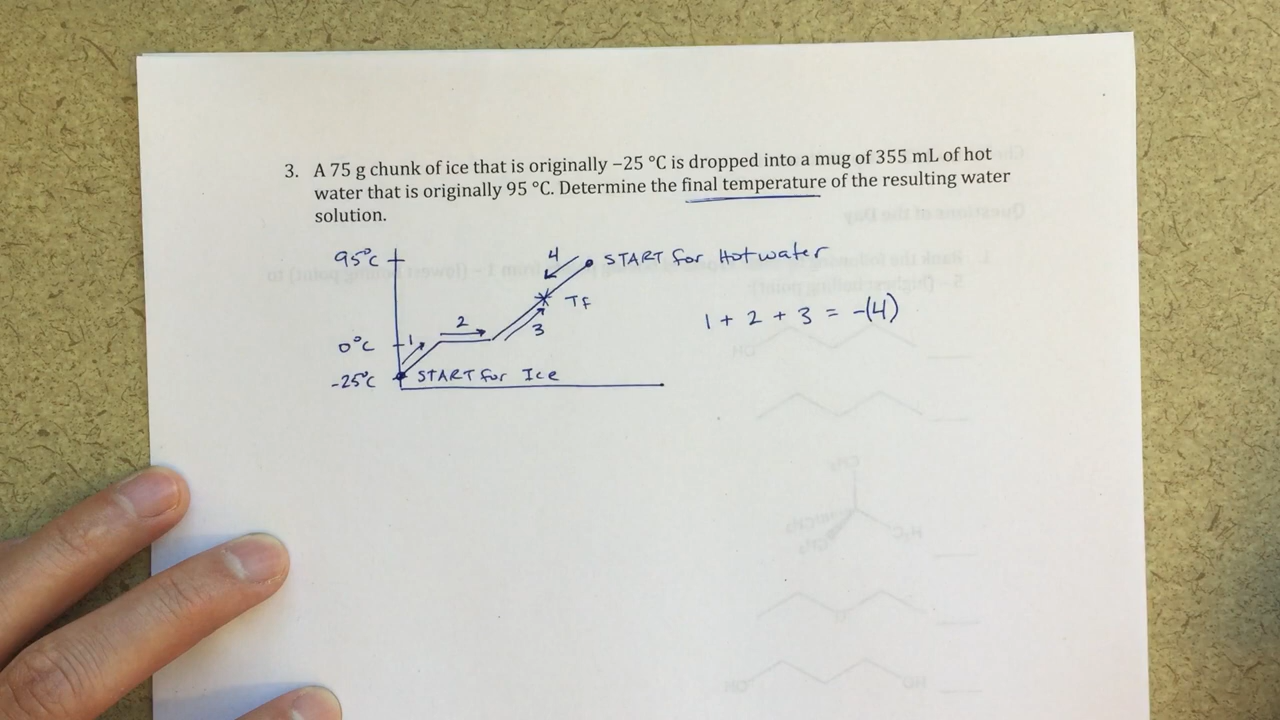 3. A 75 g chunk of ice that is originally −25 °C is dropped into a mug of 355 mL of hot
water that is originally 95 °C. Determine the final temperature of the resulting water
solution.
95°C
4
START for Hot water
Tf
3
2
1
0°C
-25°C
START for Ice
1 + 2 + 3 = -(4)